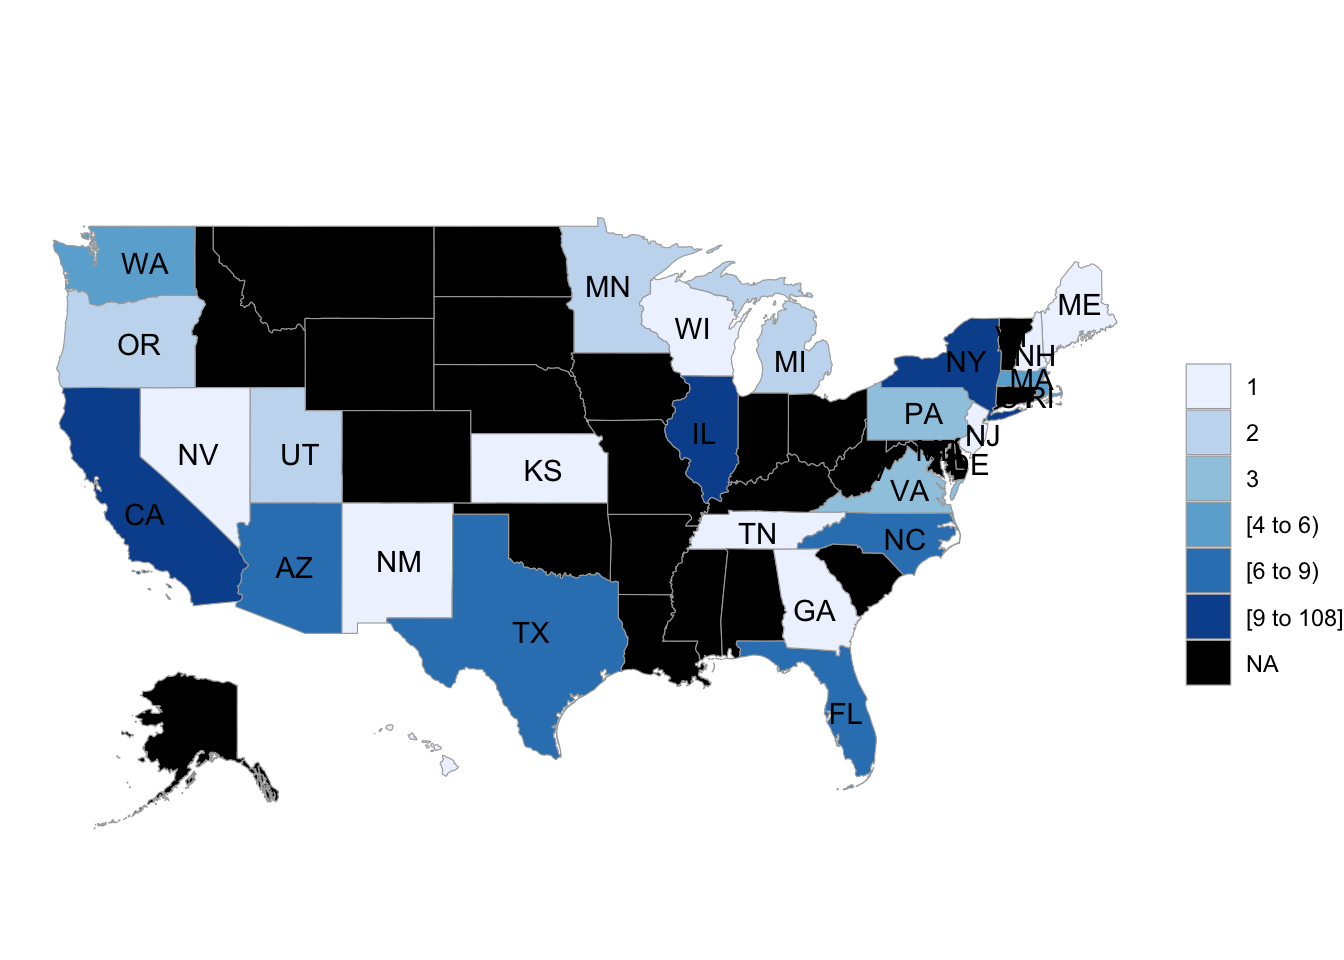 WA
OR
CA
NV
UT
AZ
NM
KS
TX
MN
WI
IL
MI
TN
GA
FL
NC
VA
PA
NY
NJ
DE
ME
NH
MA
RI
1
2
3
[4 to 6)
[6 to 9)
[9 to 108]
NA